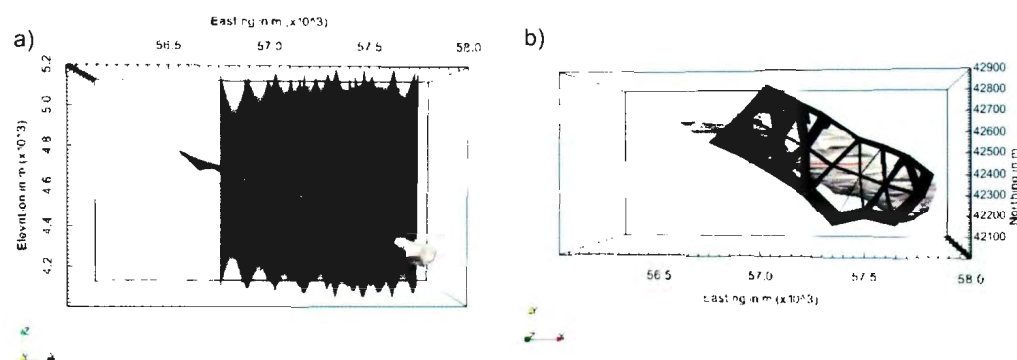 a)
Easting in m (x10^3)
56.5 57.0 57.5 58.0
Elevation in m (x10^3)
5.2
5.0
4.8
4.6
4.4
4.2
Z
b)
42900
42800
42700
42600
42500
42400
42300
42200
42100
Northing in m
56.5 57.0 57.5 58.0
Easting in m (x10^3)